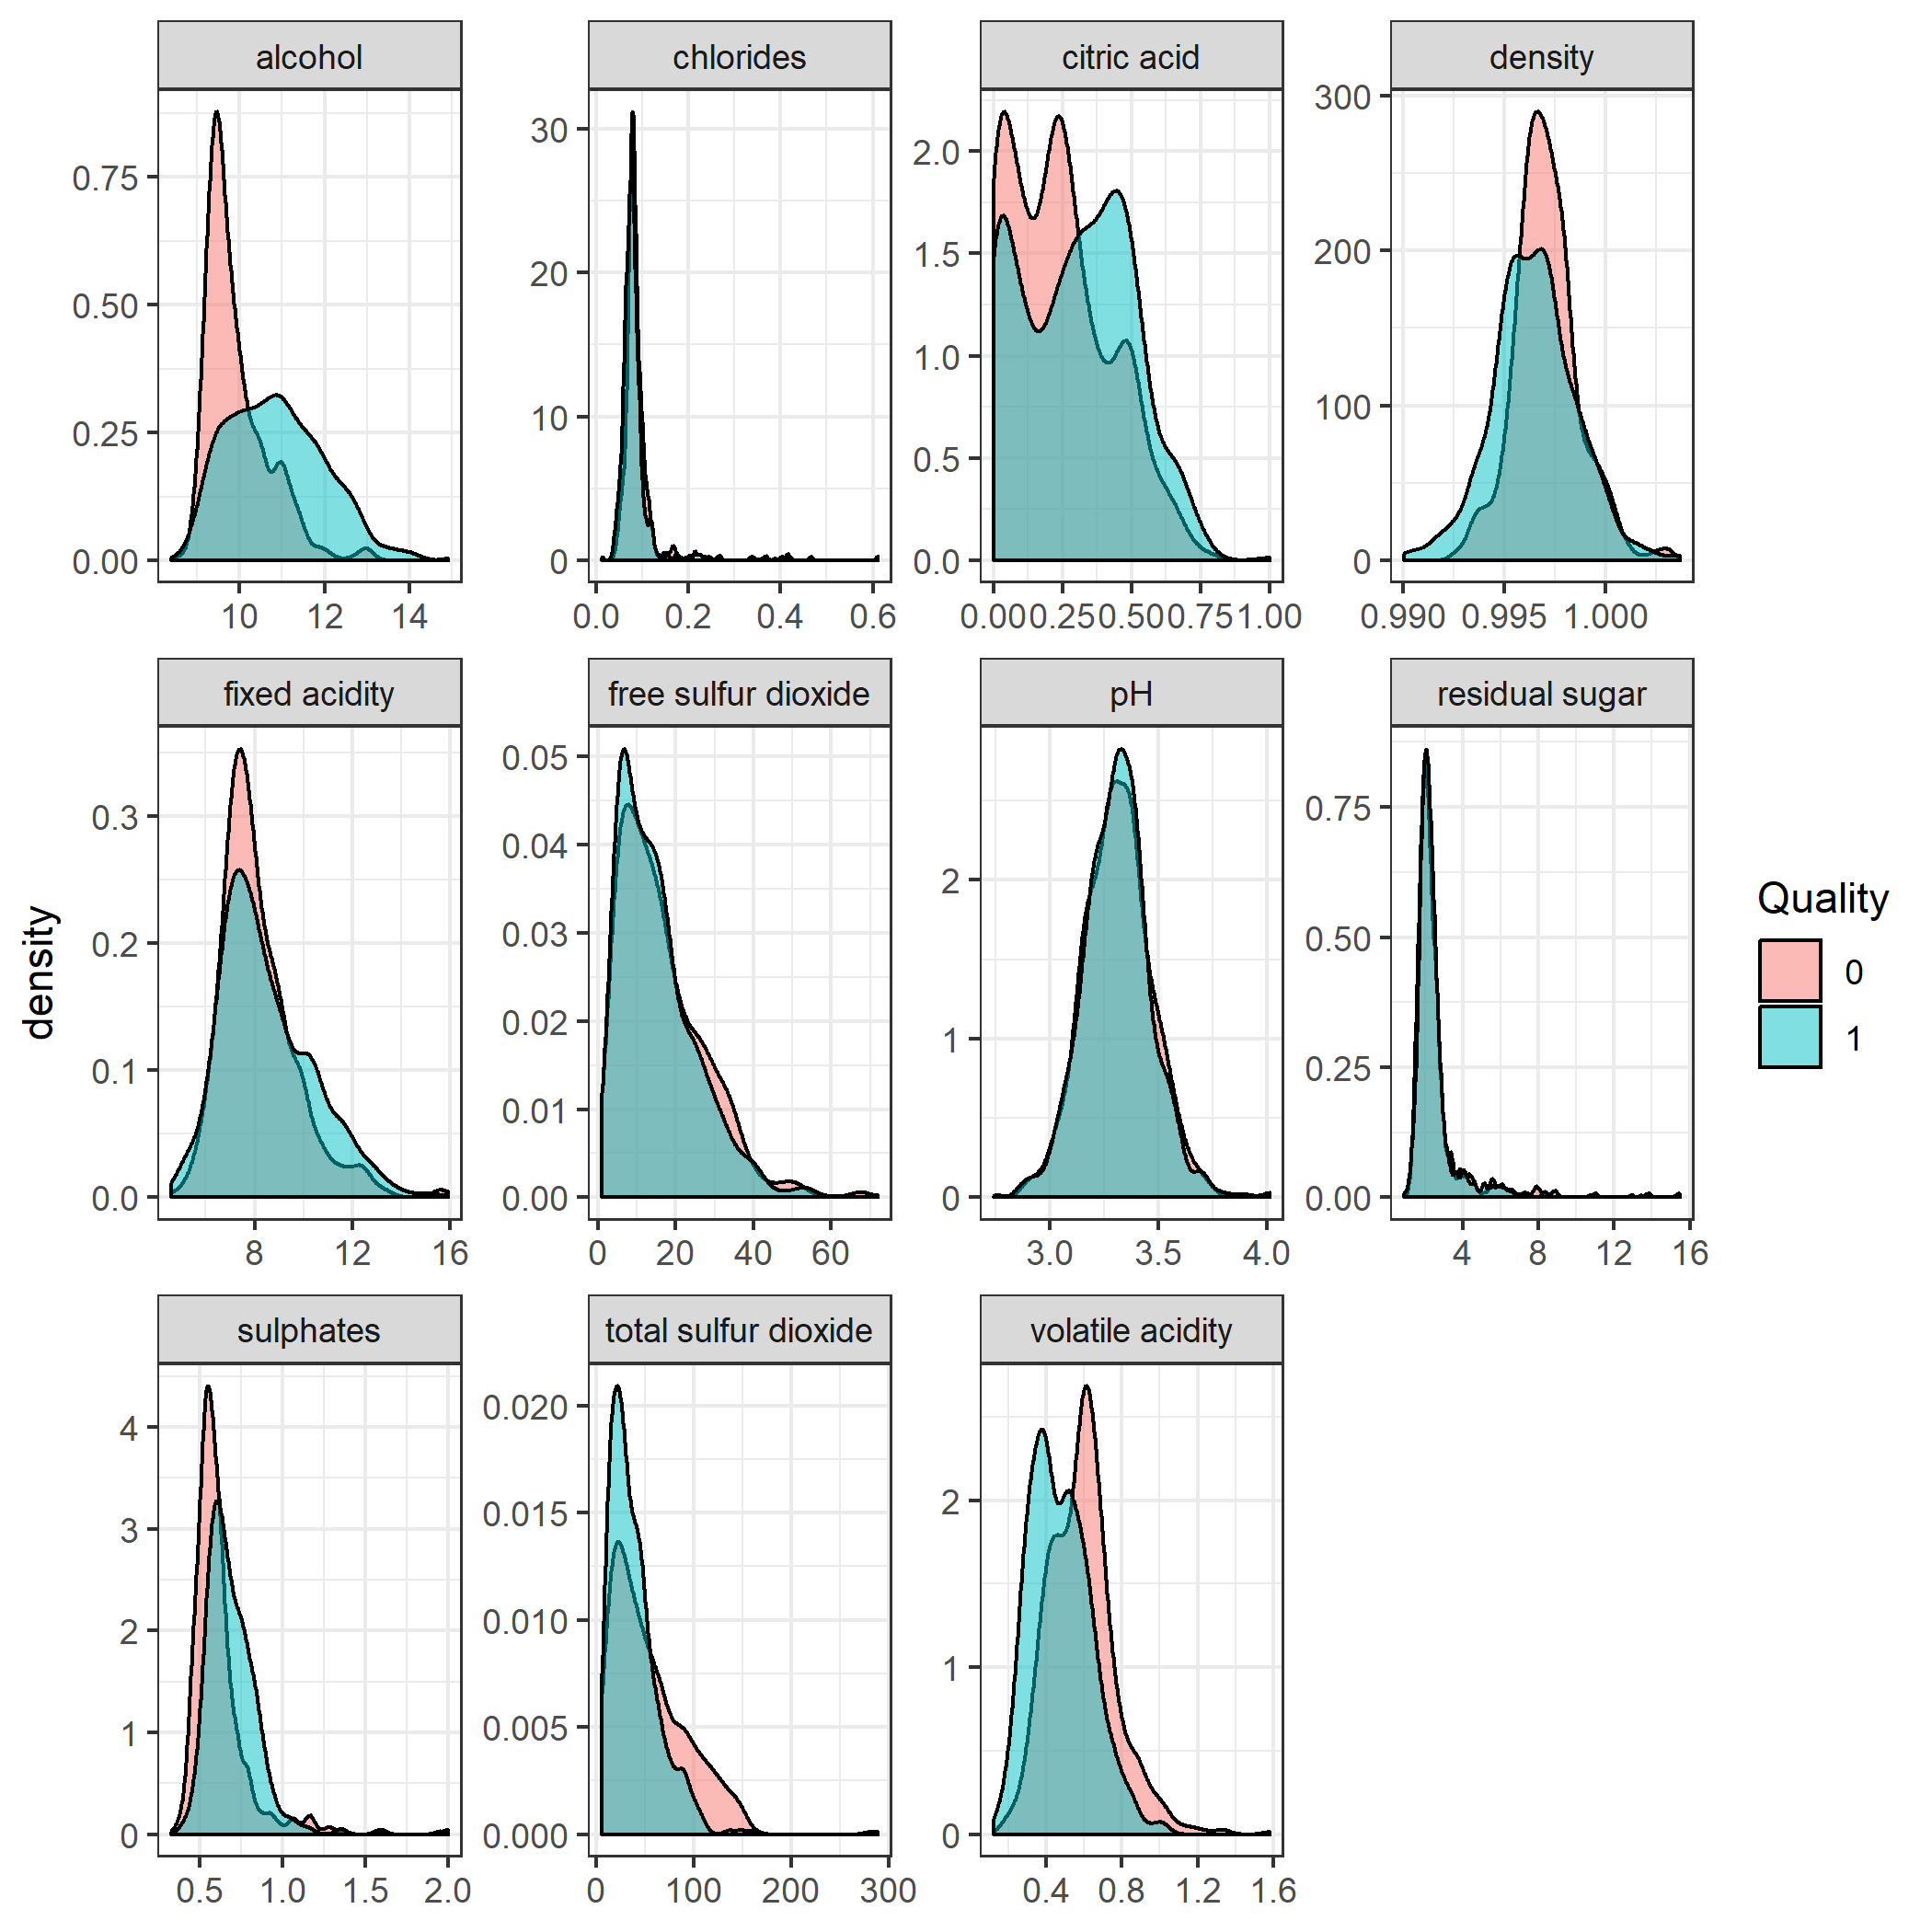 alcohol
chlorides
citric acid
density
0.75
0.50
0.25
0.00
30
20
10
0
2.0
1.5
1.0
0.5
0.0
300
200
100
0
10 12 14
0.0 0.2 0.4 0.6
0.00 0.25 0.50 0.75 1.00
0.990 0.995 1.000
density
fixed acidity
free sulfur dioxide
pH
residual sugar
0.3
0.2
0.1
0.0
0.05
0.04
0.03
0.02
0.01
0.00
2
1
0
0.75
0.50
0.25
0.00
8 12 16
0 20 40 60
3.0 3.5 4.0
4 8 12 16
sulphates
total sulfur dioxide
volatile acidity
4
3
2
1
0
0.020
0.015
0.010
0.005
0.000
2
1
0
0.5 1.0 1.5 2.0
0 100 200 300
0.4 0.8 1.2 1.6
Quality
0
1